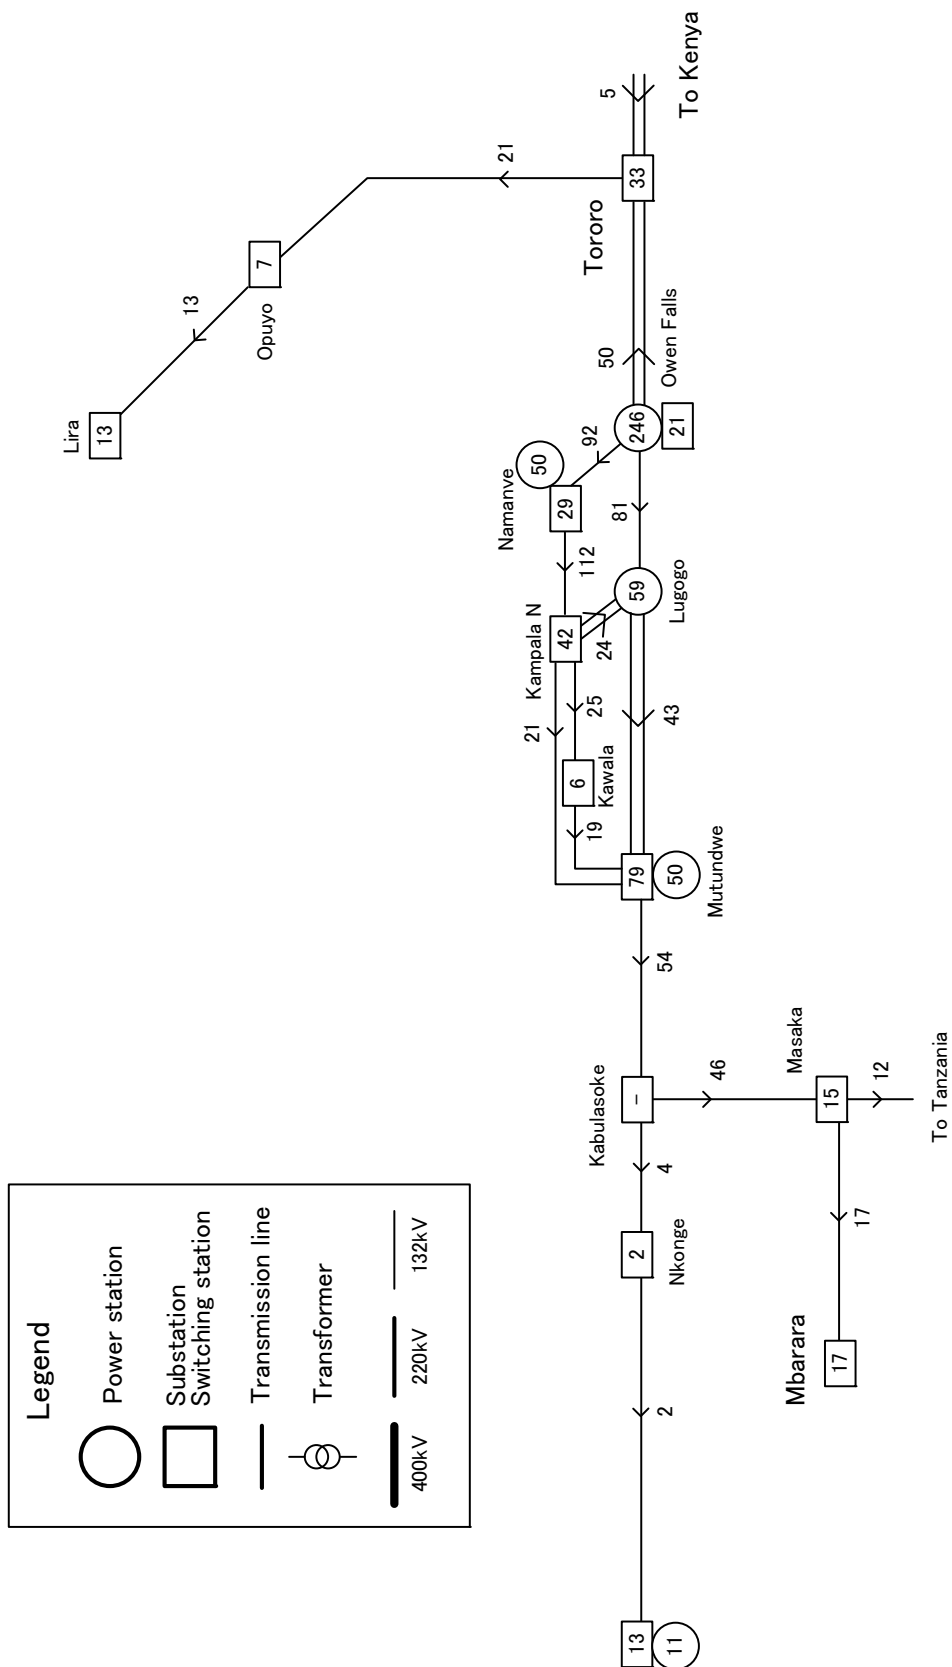 Legend
Power station
Substation
Switching station
Transmission line
Transformer
400kV
220kV
132kV
Lira
13
13
7
Opuyo
21
5
To Kenya
33
Tororo
50
Owen Falls
246
21
92
50
Namanve
29
81
112
59
Lugogo
Kampala N
42
24
21
25
6
Kawala
19
43
79
50
Mutundwe
54
Kabulasoke
-
46
Masaka
15
12
To Tanzania
17
Mbarara
17
4
2
Nkonge
2
13
11